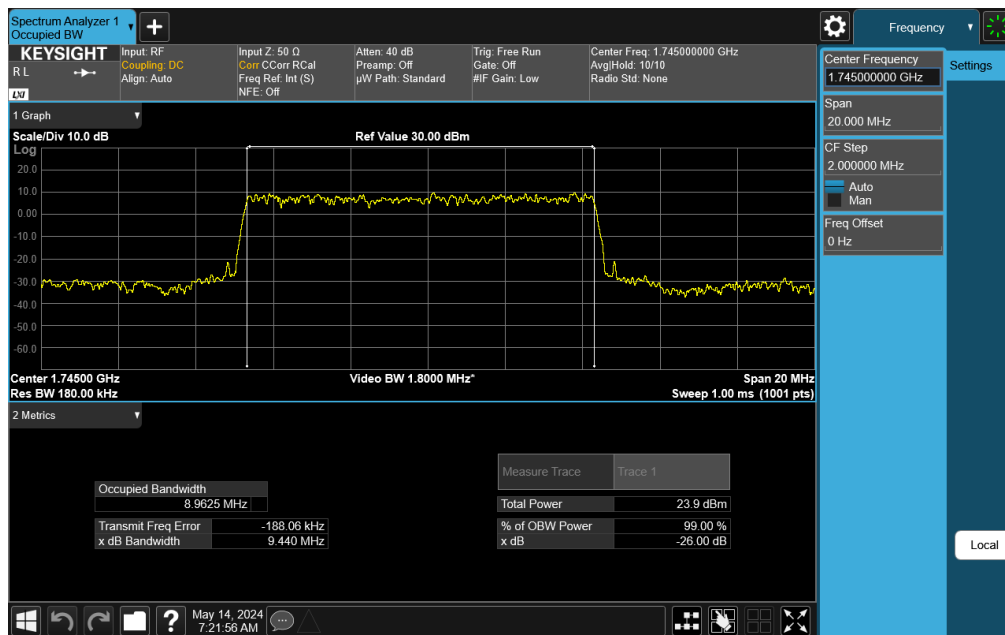 Spectrum Analyzer 1
Occupied BW
Frequency
KEYSIGHT
R L
LXI
Input: RF
Coupling: DC
Align: Auto
Input Z: 50 Ω
Corr CCorr RCal
Freq Ref: Int (S)
NFE: Off
Atten: 40 dB
Preamp: Off
µW Path: Standard
Trig: Free Run
Gate: Off
#IF Gain: Low
Center Freq: 1.745000000 GHz
Avg|Hold: 10/10
Radio Std: None
Center Frequency
1.745000000 GHz
Settings
Span
20.000 MHz
CF Step
2.000000 MHz
Auto
Man
Freq Offset
0 Hz
Local
1 Graph
Scale/Div 10.0 dB
Ref Value 30.00 dBm
Log
20.0
10.0
0.00
-10.0
-20.0
-30.0
-40.0
-50.0
-60.0
Center 1.74500 GHz
Video BW 1.8000 MHz*
Span 20 MHz
Res BW 180.00 kHz
Sweep 1.00 ms (1001 pts)
2 Metrics
Measure Trace
Trace 1
Occupied Bandwidth
8.9625 MHz
Total Power
23.9 dBm
Transmit Freq Error
-188.06 kHz
% of OBW Power
99.00 %
x dB Bandwidth
9.440 MHz
x dB
-26.00 dB
?
May 14, 2024
7:21:56 AM